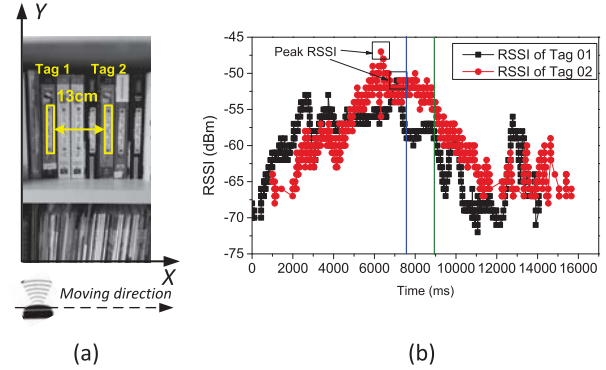 Y
Tag 1
Tag 2
13cm
X
Moving direction
(a)
-45
-50
-55
-60
-65
-70
-75
RSSI (dBm)
Peak RSSI
RSSI of Tag 01
RSSI of Tag 02
0 2000 4000 6000 8000 10000 12000 14000 16000
Time (ms)
(b)